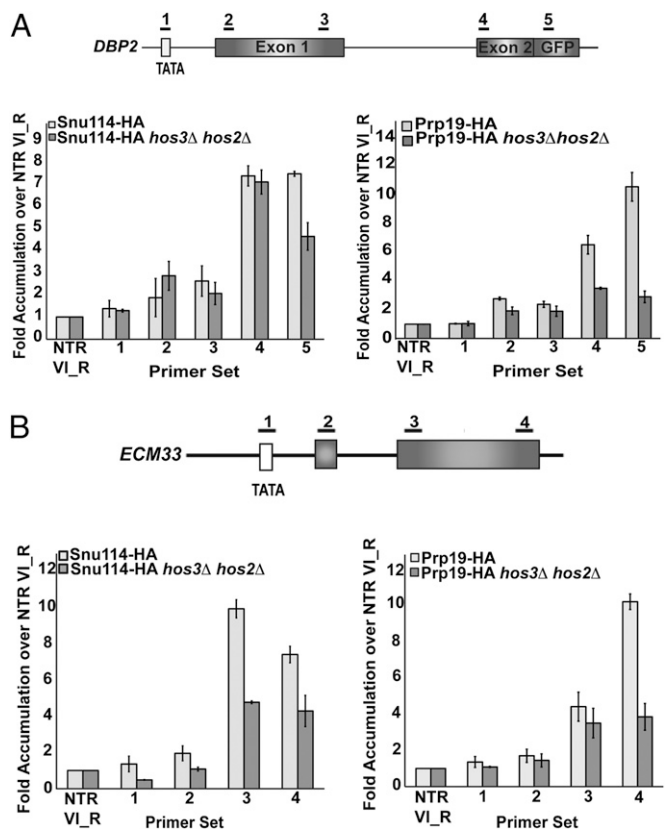 A
1 2 3 4 5
DBP2 Exon 1 Exon 2 GFP
TATA
Fold Accumulation over NTR VI_R
Snu114-HA
Snu114-HA hos3Δ hos2Δ
9
8
7
6
5
4
3
2
1
0
NTR 1 2 3 4 5
VI_R Primer Set
Fold Accumulation over NTR VI_R
Prp19-HA
Prp19-HA hos3Δhos2Δ
14
12
10
8
6
4
2
0
NTR 1 2 3 4 5
VI_R Primer Set
B
1 2 3 4
ECM33
TATA
Fold Accumulation over NTR VI_R
Snu114-HA
Snu114-HA hos3Δ hos2Δ
12
10
8
6
4
2
0
NTR 1 2 3 4
VI_R Primer Set
Fold Accumulation over NTR VI_R
Prp19-HA
Prp19-HA hos3Δ hos2Δ
12
10
8
6
4
2
0
NTR 1 2 3 4
VI_R Primer Set